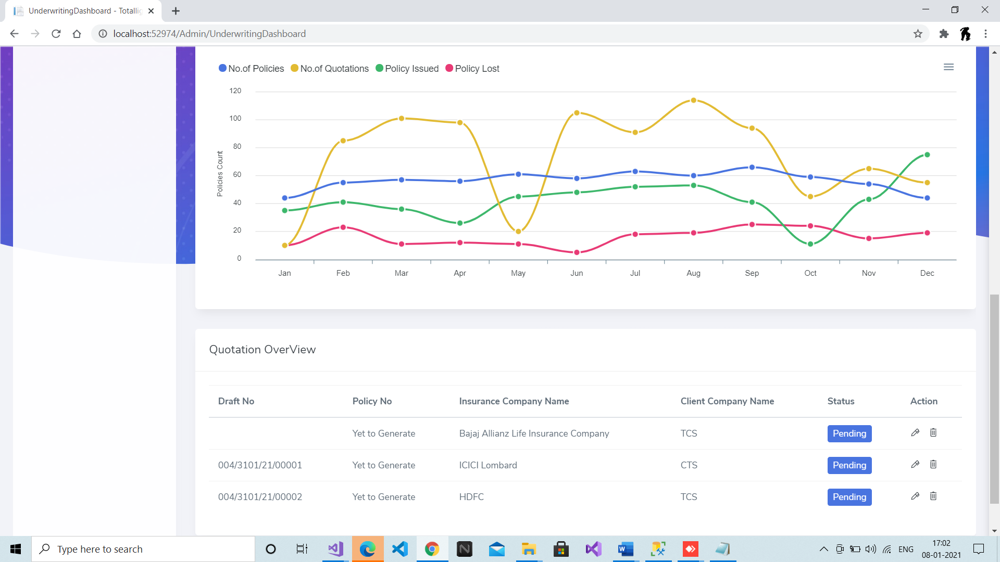 UnderwritingDashboard - Totallig
localhost:52974/Admin/UnderwritingDashboard
No.of Policies No.of Quotations Policy Issued Policy Lost
120
100
80
60
40
20
0
Policies Count
Jan Feb Mar Apr May Jun Jul Aug Sep Oct Nov Dec
Quotation OverView
Draft No Policy No Insurance Company Name Client Company Name Status Action
Yet to Generate Bajaj Allianz Life Insurance Company TCS Pending
004/3101/21/00001 Yet to Generate ICICI Lombard CTS Pending
004/3101/21/00002 Yet to Generate HDFC TCS Pending
Type here to search
ENG
17:02
08-01-2021